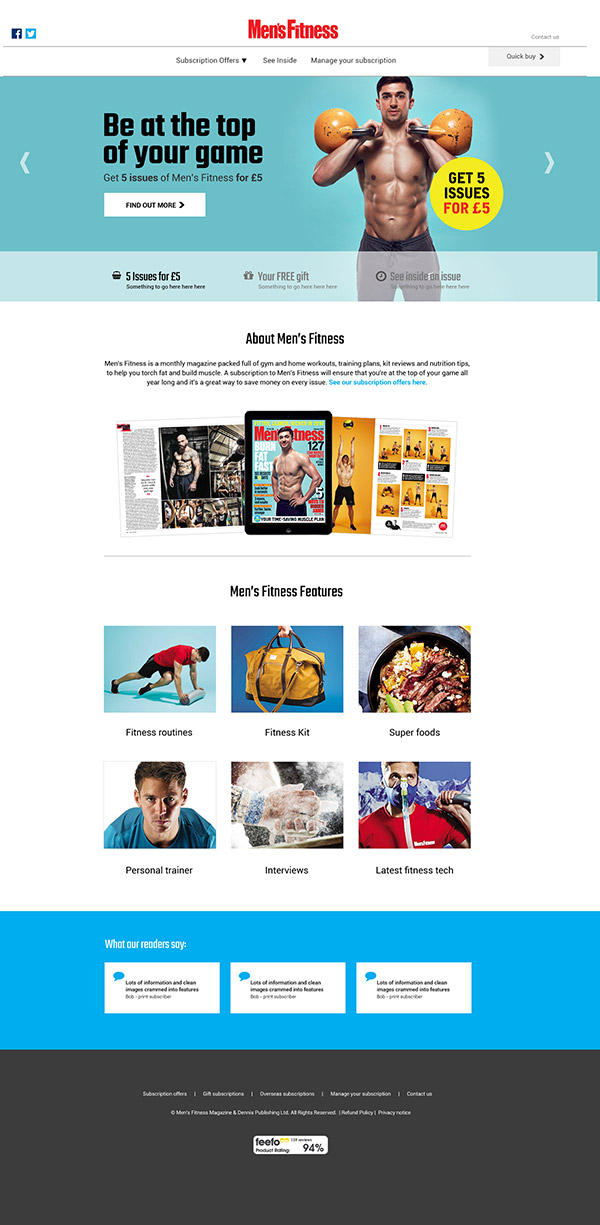 Men'sFitness
Contact us
Subscription Offers ▼ See Inside Manage your subscription
Quick buy
Be at the top
of your game
Get 5 issues of Men's Fitness for £5
FIND OUT MORE
GET 5
ISSUES
FOR £5
5 Issues for £5
Something to go here here here
Your FREE gift
Something to go here here here
See inside an issue
Something to go here here here
About Men's Fitness
Men's Fitness is a monthly magazine packed full of gym and home workouts, training plans, kit reviews and nutrition tips,
to help you torch fat and build muscle. A subscription to Men's Fitness will ensure that you're at the top of your game all
year long and it's a great way to save money on every issue. See our subscription offers here.
Men'sFitness
BURN
FAT
FAST
127
5
YOUR TIME-SAVING MUSCLE PLAN
Men's Fitness Features
Fitness routines
Fitness Kit
Super foods
Men'sFitness
Personal trainer
Interviews
Latest fitness tech
What our readers say:
Lots of information and clean
images crammed into features
Bob - print subscriber
Lots of information and clean
images crammed into features
Bob - print subscriber
Lots of information and clean
images crammed into features
Bob - print subscriber
Subscription offers | Gift subscriptions | Overseas subscriptions | Manage your subscription | Contact us
© Men's Fitness Magazine & Dennis Publishing Ltd. All Rights Reserved. | Refund Policy | Privacy notice
feefo 159 reviews
Product Rating: 94%